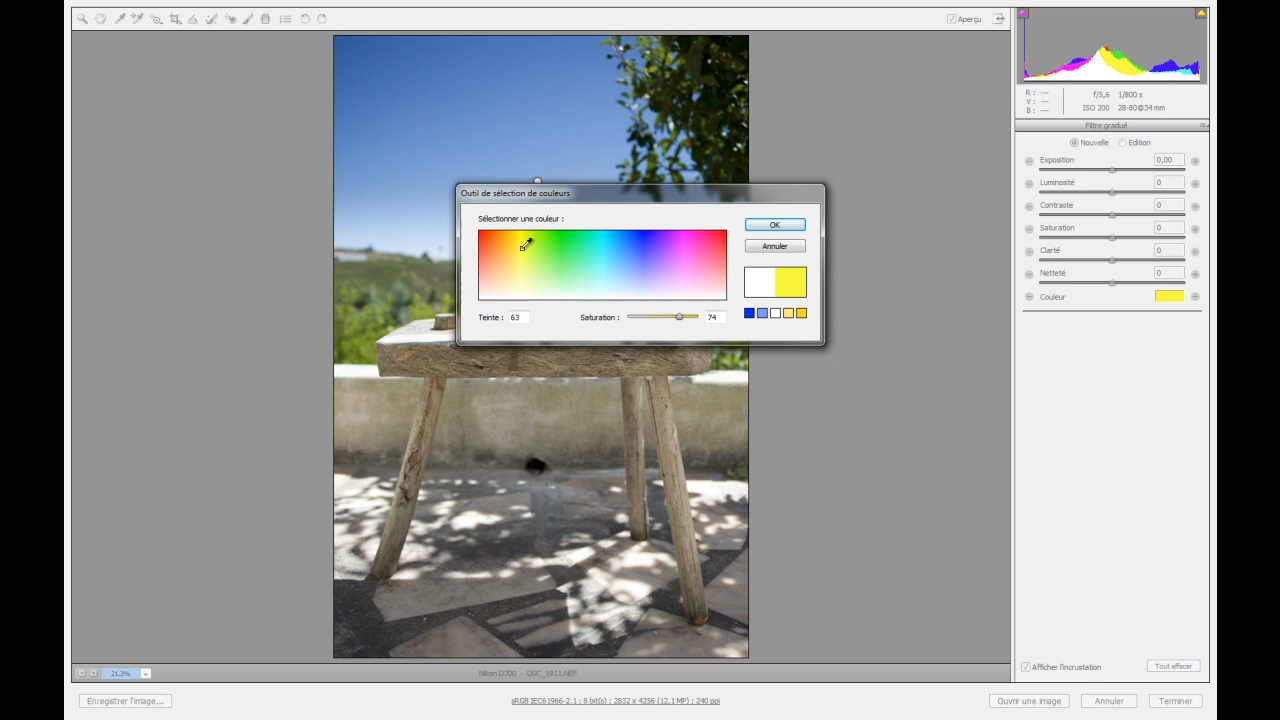 Aperçu
R : ---
V : ---
B : ---
f/5,6 1/800 s
ISO 200 28-80@34 mm
Filtre gradué
Nouvelle Edition
Exposition 0,00
Luminosité 0
Contraste 0
Saturation 0
Clarté 0
Netteté 0
Couleur
Outil de sélection de couleurs
Sélectionner une couleur :
OK
Annuler
Teinte : 63
Saturation : 74
Afficher l'incrustation
Tout effacer
21,3%
Nikon D700 - DSC_1911.NEF
Enregistrer l'image...
sRGB IEC61966-2.1 ; 8 bit(s) ; 2832 x 4256 (12,1 MP) ; 240 ppi
Ouvrir une image
Annuler
Terminer